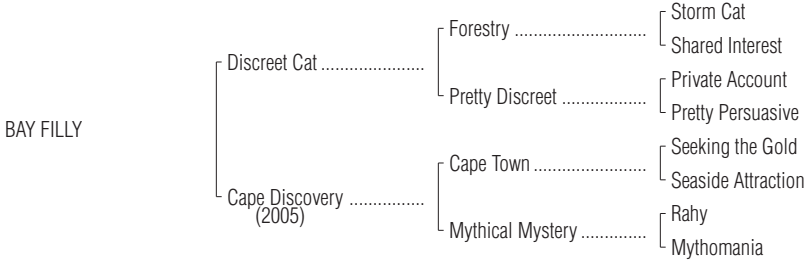 Storm Cat
Forestry ............................
Shared Interest
Discreet Cat ......................
Private Account
Pretty Discreet ..................
Pretty Persuasive
BAY FILLY
Seeking the Gold
Cape Town ........................
Seaside Attraction
Cape Discovery ................
(2005)
Rahy
Mythical Mystery ..............
Mythomania